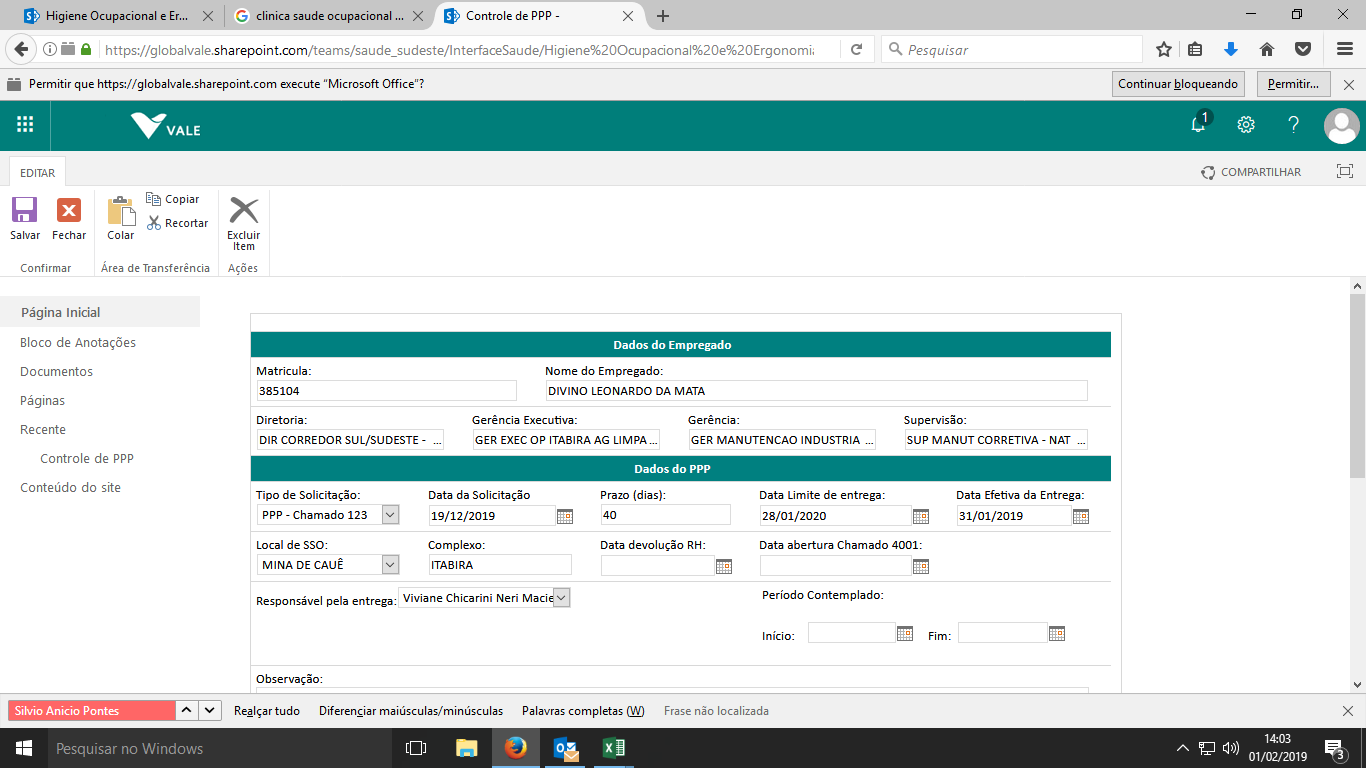 Higiene Ocupacional e Er...
clinica saude ocupacional ...
Controle de PPP -
https://globalvale.sharepoint.com/teams/saude_sudeste/InterfaceSaude/Higiene%20Ocupacional%20e%20Ergonomia
Pesquisar
Permitir que https://globalvale.sharepoint.com execute “Microsoft Office”?
Continuar bloqueando
Permitir...
VALE
1
EDITAR
COMPARTILHAR
Salvar
Fechar
Colar
Copiar
Recortar
Excluir
Item
Confirmar
Área de Transferência
Ações
Página Inicial
Bloco de Anotações
Documentos
Páginas
Recente
Controle de PPP
Conteúdo do site
Dados do Empregado
Matricula:
Nome do Empregado:
385104
DIVINO LEONARDO DA MATA
Diretoria:
Gerência Executiva:
Gerência:
Supervisão:
DIR CORREDOR SUL/SUDESTE - ...
GER EXEC OP ITABIRA AG LIMPA ...
GER MANUTENCAO INDUSTRIA ...
SUP MANUT CORRETIVA - NAT ...
Dados do PPP
Tipo de Solicitação:
Data da Solicitação
Prazo (dias):
Data Limite de entrega:
Data Efetiva da Entrega:
PPP - Chamado 123
19/12/2019
40
28/01/2020
31/01/2019
Local de SSO:
Complexo:
Data devolução RH:
Data abertura Chamado 4001:
MINA DE CAUÊ
ITABIRA
Responsável pela entrega:
Viviane Chicarini Neri Macie
Período Contemplado:
Início:
Fim:
Observação:
Silvio Anicio Pontes
Realçar tudo
Diferenciar maiúsculas/minúsculas
Palavras completas (W)
Frase não localizada
Pesquisar no Windows
14:03
01/02/2019
3